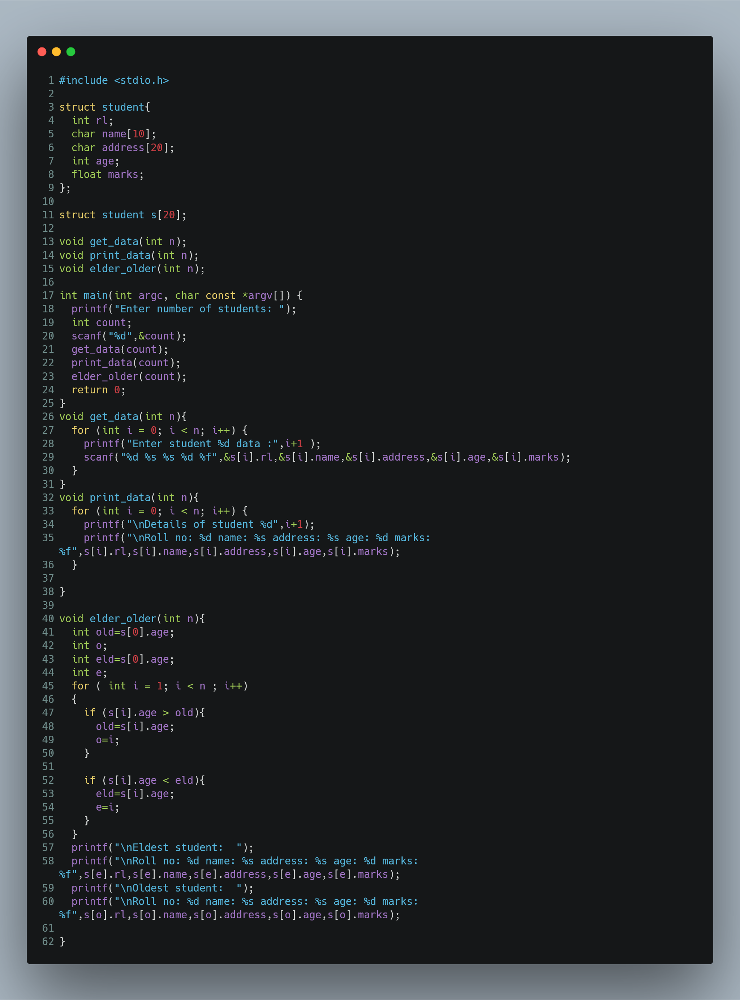 1 #include <stdio.h>
2
3 struct student{
4   int rl;
5   char name[10];
6   char address[20];
7   int age;
8   float marks;
9 };
10
11 struct student s[20];
12
13 void get_data(int n);
14 void print_data(int n);
15 void elder_older(int n);
16
17 int main(int argc, char const *argv[]) {
18   printf("Enter number of students: ");
19   int count;
20   scanf("%d",&count);
21   get_data(count);
22   print_data(count);
23   elder_older(count);
24   return 0;
25 }
26 void get_data(int n){
27   for (int i = 0; i < n; i++) {
28     printf("Enter student %d data :",i+1 );
29     scanf("%d %s %s %d %f",&s[i].rl,&s[i].name,&s[i].address,&s[i].age,&s[i].marks);
30   }
31 }
32 void print_data(int n){
33   for (int i = 0; i < n; i++) {
34     printf("\nDetails of student %d",i+1);
35     printf("\nRoll no: %d name: %s address: %s age: %d marks:
%f",s[i].rl,s[i].name,s[i].address,s[i].age,s[i].marks);
36   }
37
38 }
39
40 void elder_older(int n){
41   int old=s[0].age;
42   int o;
43   int eld=s[0].age;
44   int e;
45   for ( int i = 1; i < n ; i++)
46   {
47     if (s[i].age > old){
48       old=s[i].age;
49       o=i;
50     }
51
52     if (s[i].age < eld){
53       eld=s[i].age;
54       e=i;
55     }
56   }
57   printf("\nEldest student:  ");
58   printf("\nRoll no: %d name: %s address: %s age: %d marks:
%f",s[e].rl,s[e].name,s[e].address,s[e].age,s[e].marks);
59   printf("\nOldest student:  ");
60   printf("\nRoll no: %d name: %s address: %s age: %d marks:
%f",s[o].rl,s[o].name,s[o].address,s[o].age,s[o].marks);
61
62 }